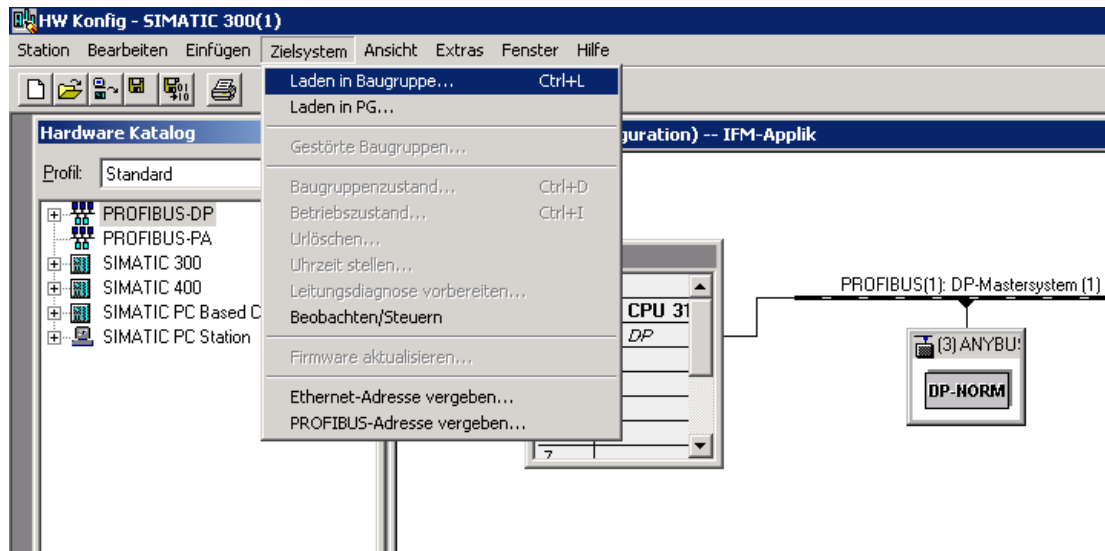 HW Konfig - SIMATIC 300(1)
Station Bearbeiten Einfügen Zielsystem Ansicht Extras Fenster Hilfe
Laden in Baugruppe... Ctrl+L
Laden in PG...
Gestörte Baugruppen...
Baugruppenzustand... Ctrl+D
Betriebszustand... Ctrl+I
Urlöschen...
Uhrzeit stellen...
Leitungsdiagnose vorbereiten...
Beobachten/Steuern
Firmware aktualisieren...
Ethernet-Adresse vergeben...
PROFIBUS-Adresse vergeben...
Hardware Katalog
Profil: Standard
PROFIBUS-DP
PROFIBUS-PA
SIMATIC 300
SIMATIC 400
SIMATIC PC Based C
SIMATIC PC Station
guration) -- IFM-Applik
CPU 31
DP
7
PROFIBUS(1): DP-Mastersystem (1)
(3) ANYBUS
DP-NORM